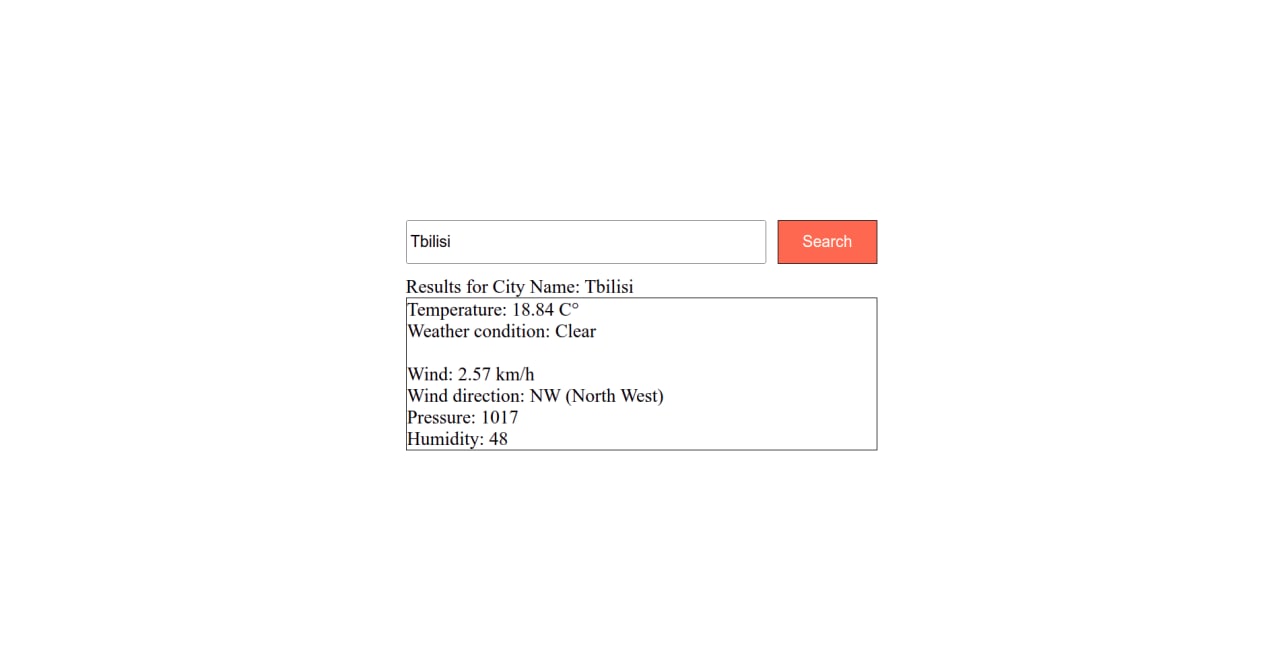 Tbilisi
Search
Results for City Name: Tbilisi
Temperature: 18.84 C°
Weather condition: Clear
Wind: 2.57 km/h
Wind direction: NW (North West)
Pressure: 1017
Humidity: 48